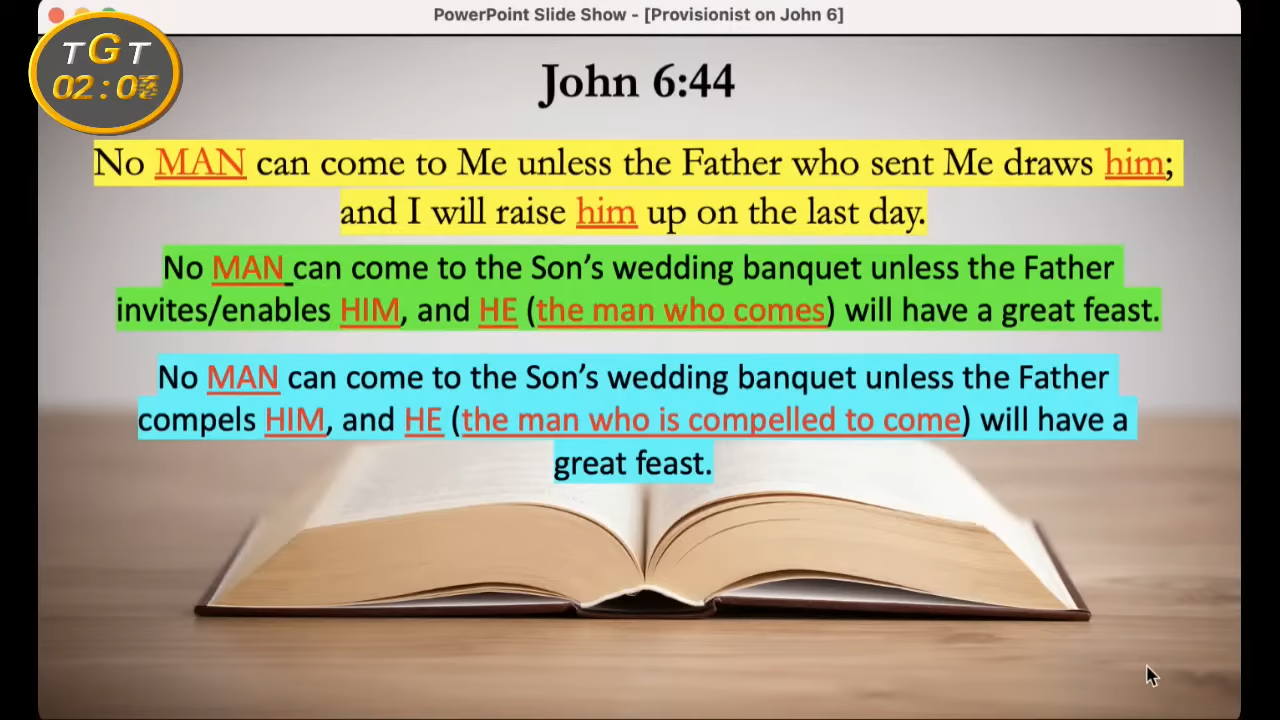 PowerPoint Slide Show - [Provisionist on John 6]
TGT
John 6:44
No MAN can come to Me unless the Father who sent Me draws him;
and I will raise him up on the last day.
No MAN can come to the Son's wedding banquet unless the Father
invites/enables HIM, and HE (the man who comes) will have a great feast.
No MAN can come to the Son's wedding banquet unless the Father
compels HIM, and HE (the man who is compelled to come) will have a
great feast.